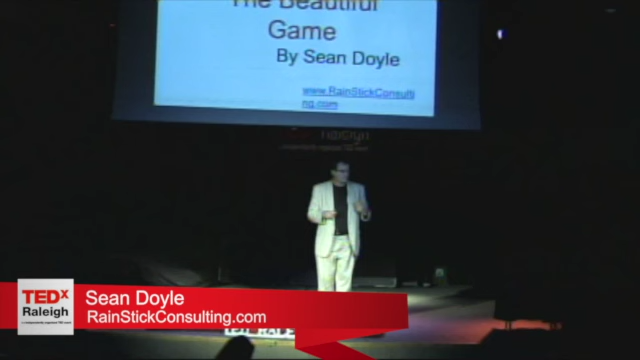 The Beautiful
Game
By Sean Doyle
www.RainStickConsulti
ng.com
TEDx
Raleigh
Sean Doyle
RainStickConsulting.com